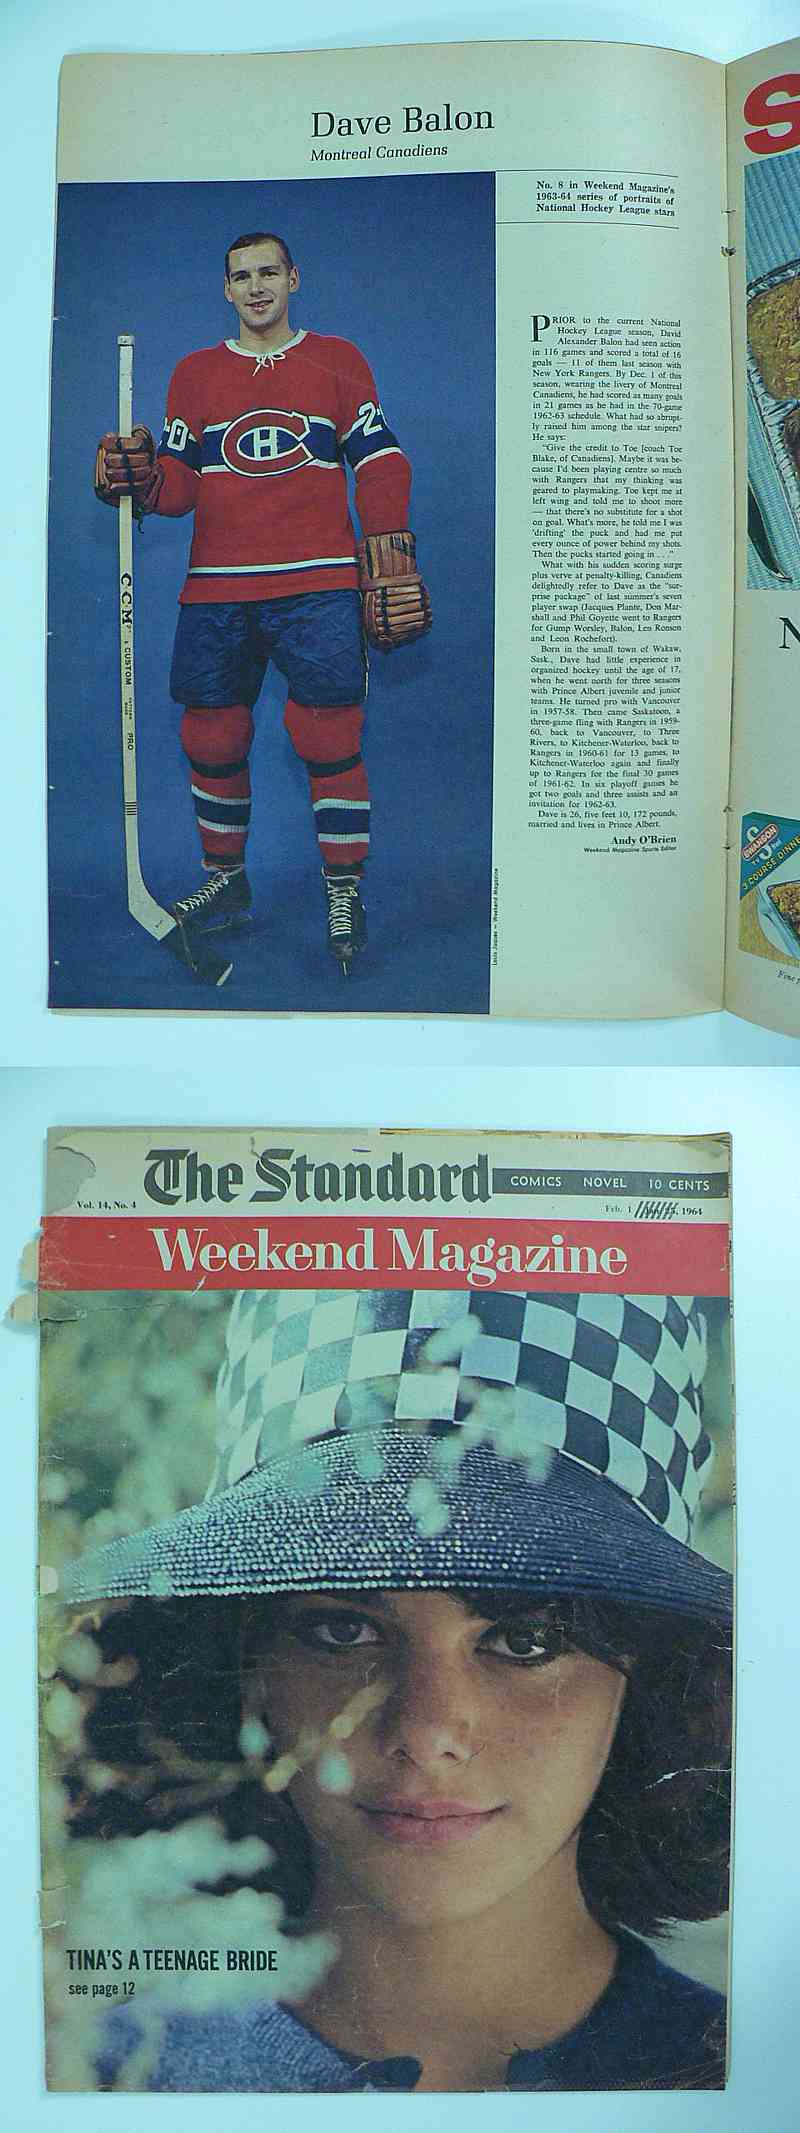 Dave Balon
Montreal Canadiens
No. 8 in Weekend Magazine's
1963-64 series of portraits of
National Hockey League stars
PRIOR to the current National
Hockey League season, David
Alexander Balon had seen action
in 116 games and scored a total of 16
goals — 11 of them last season with
New York Rangers. By Dec. 1 of this
season, wearing the livery of Montreal
Canadiens, he had scored as many goals
in 21 games as he had in the 70-game
1962-63 schedule. What had so abrupt-
ly raised him among the star snipers?
He says:
"Give the credit to Toe [coach Toe
Blake, of Canadiens]. Maybe it was be-
cause I'd been playing centre so much
with Rangers that my thinking was
geared to playmaking. Toe kept me at
left wing and told me to shoot more
— that there's no substitute for a shot
on goal. What's more, he told me I was
'drifting' the puck and had me put
every ounce of power behind my shots.
Then the pucks started going in . . ."
What with his sudden scoring surge
plus verve at penalty-killing, Canadiens
delightedly refer to Dave as the "sur-
prise package" of last summer's seven
player swap (Jacques Plante, Don Mar-
shall and Phil Goyette went to Rangers
for Gump Worsley, Balon, Len Ronson
and Leon Rochefort).
Born in the small town of Wakaw,
Sask., Dave had little experience in
organized hockey until the age of 17,
when he went north for three seasons
with Prince Albert juvenile and junior
teams. He turned pro with Vancouver
in 1957-58. Then came Saskatoon, a
three-game fling with Rangers in 1959-
60, back to Vancouver, to Three
Rivers, to Kitchener-Waterloo, back to
Rangers in 1960-61 for 13 games, to
Kitchener-Waterloo again and finally
up to Rangers for the final 30 games
of 1961-62. In six playoff games he
got two goals and three assists and an
invitation for 1962-63.
Dave is 26, five feet 10, 172 pounds,
married and lives in Prince Albert.
Andy O'Brien
Weekend Magazine Sports Editor
Louis Jaques — Weekend Magazine
CCM
CUSTOM
PRO
20
2
CH
S
N
SWANSON
TV
3 COURSE DINNE
Fine
The Standard
COMICS NOVEL 10 CENTS
Vol. 14, No. 4
Feb. 1 , 1964
Weekend Magazine
TINA'S A TEENAGE BRIDE
see page 12